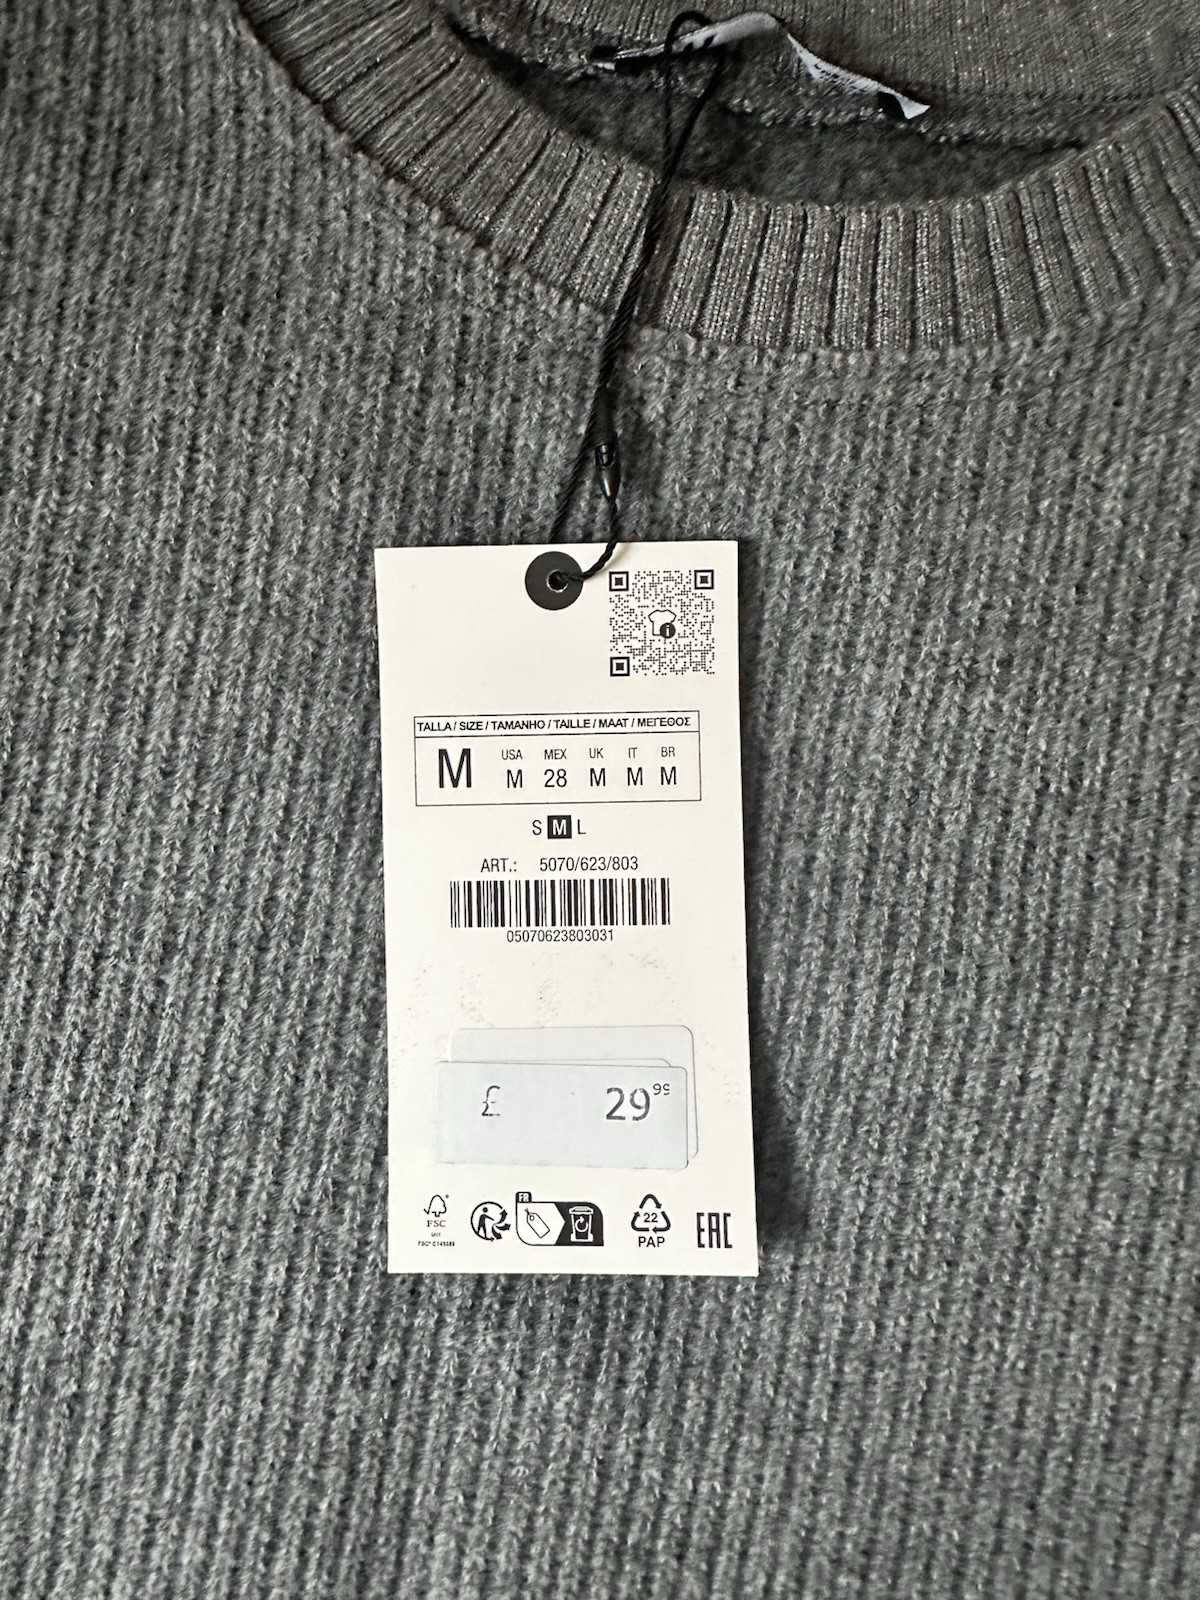 TALLA / SIZE / TAMANHO / TAILLE / MAAT / ΜΕΓΕΘΟΣ
M
USA MEX UK IT BR
M 28 M M M
S M L
ART.: 5070/623/803
05070623803031
£ 29⁹⁹
FSC
FR
22
PAP
EAC